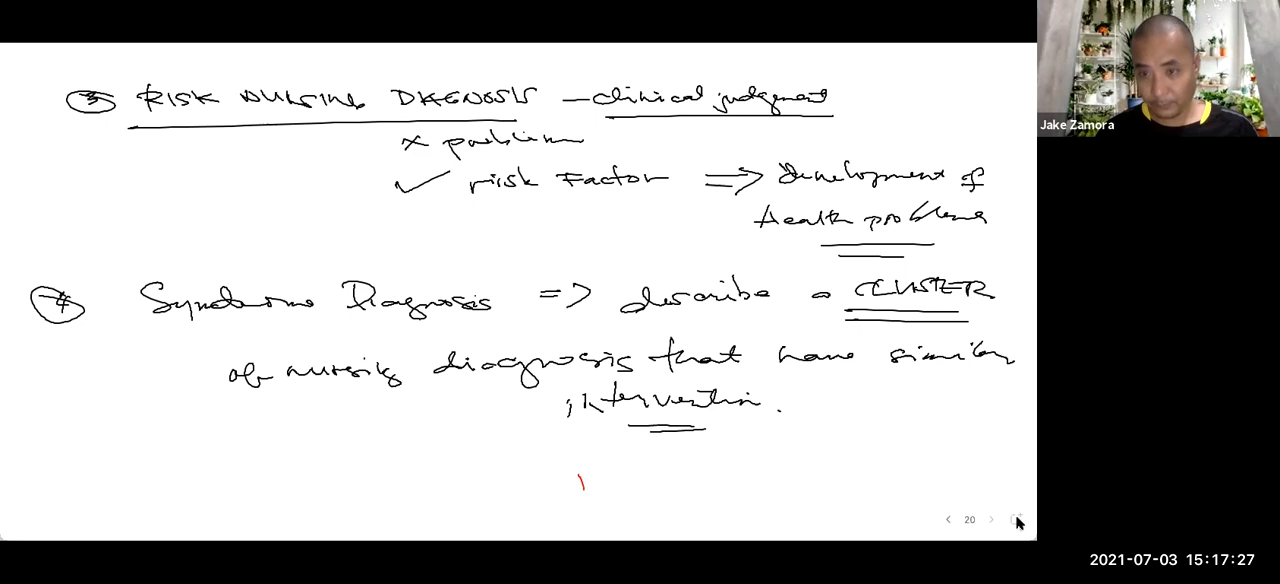 ③ RISK NURSING DIAGNOSIS – clinical judgment
x problem
✓ risk Factor => Development of
health problems
④ Syndrome Diagnosis => describe a CLUSTER
of nursing diagnosis that have similar
intervention.
Jake Zamora
< 20 >
2021-07-03 15:17:27